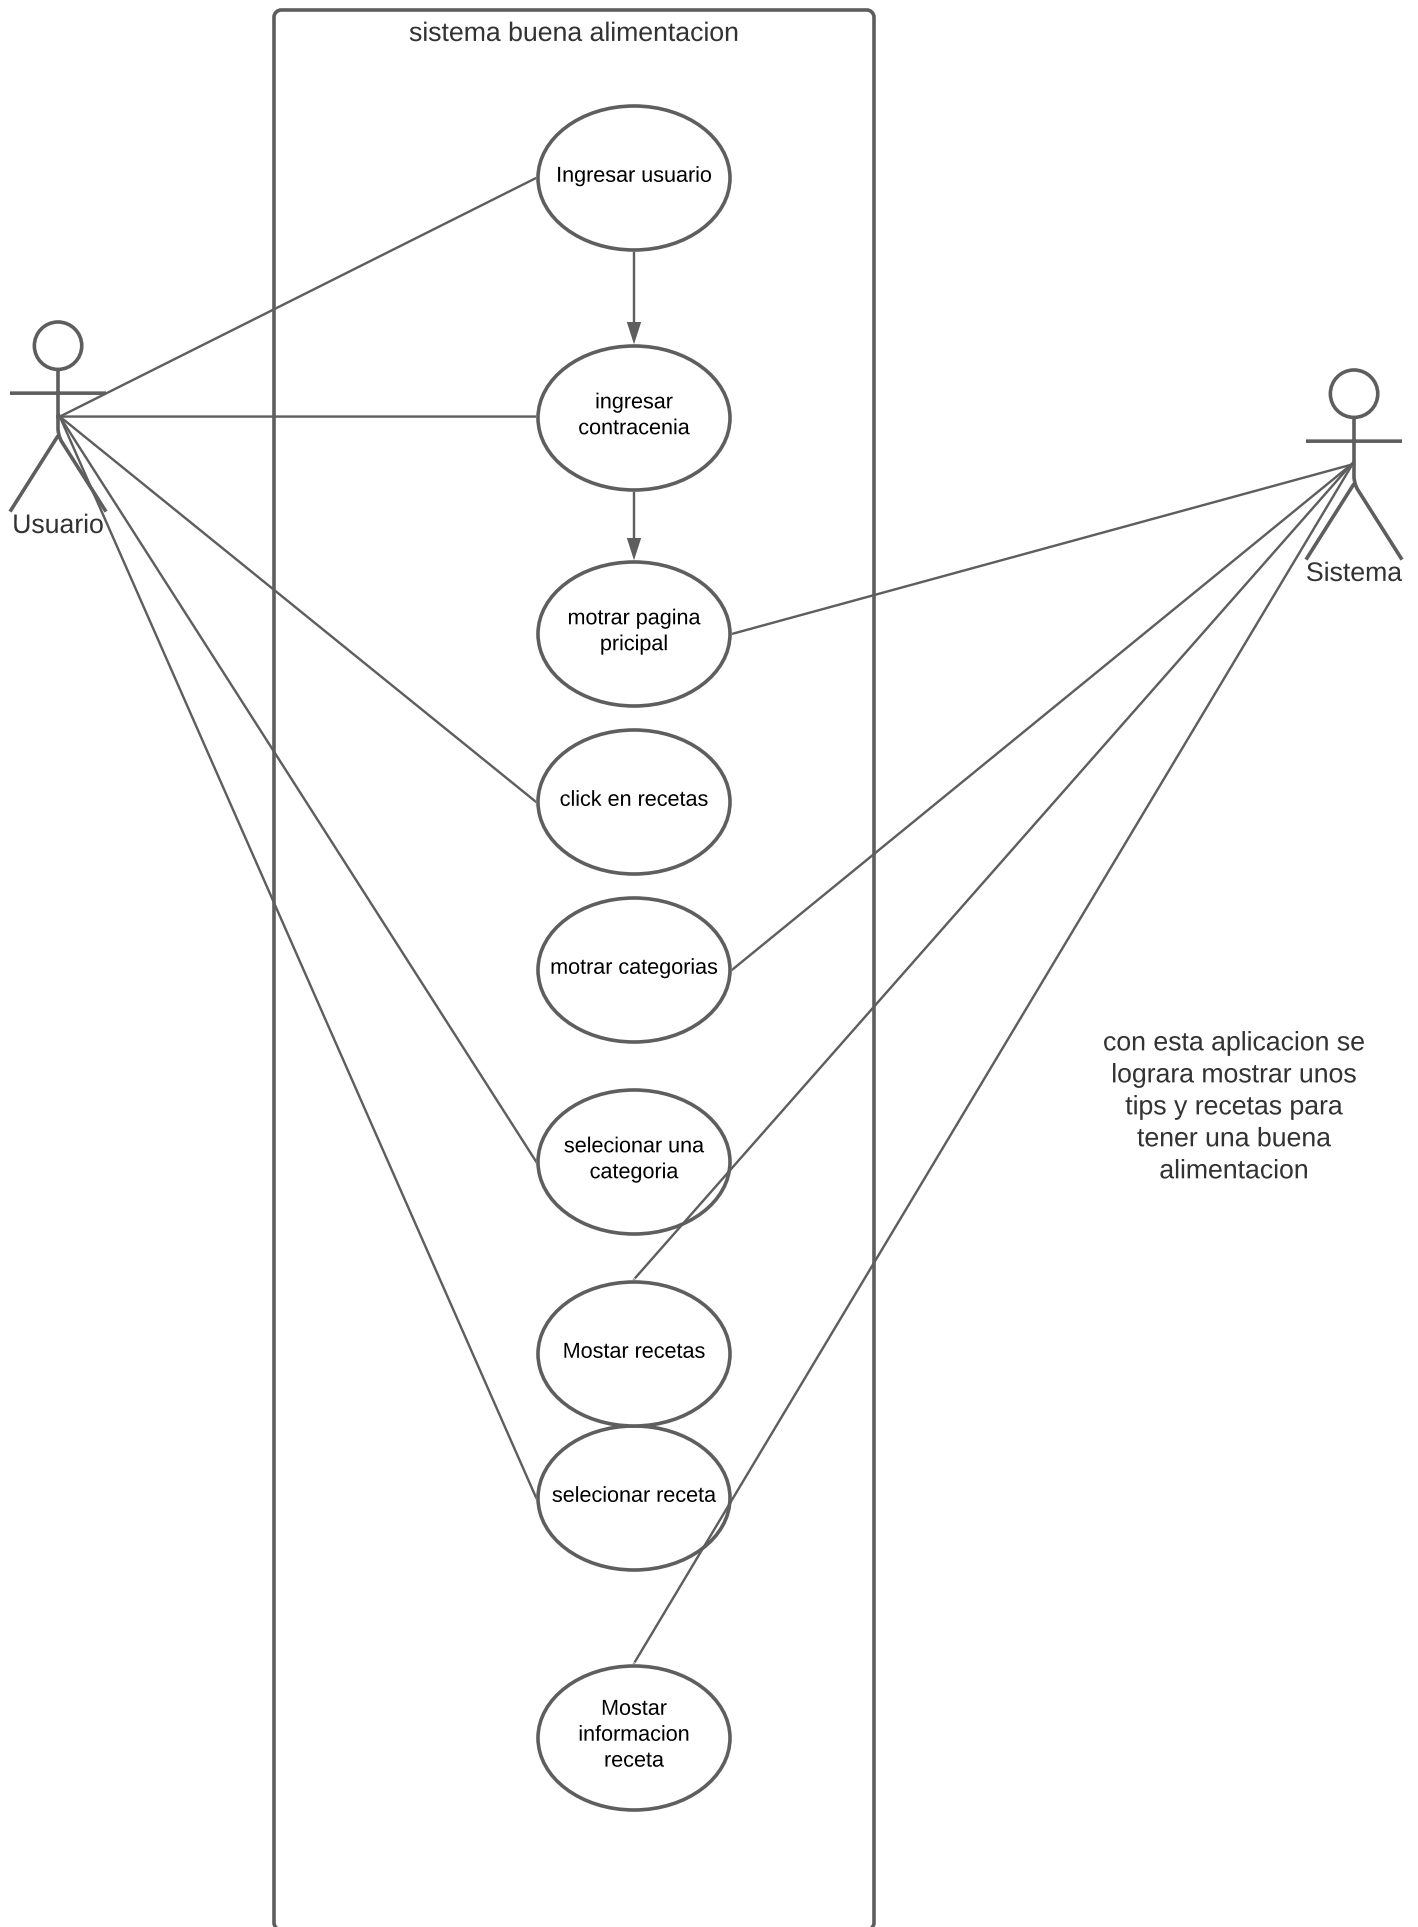 sistema buena alimentacion
Ingresar usuario
ingresar
contracenia
Usuario
Sistema
motrar pagina
pricipal
click en recetas
motrar categorias
con esta aplicacion se
lograra mostrar unos
tips y recetas para
tener una buena
alimentacion
selecionar una
categoria
Mostar recetas
selecionar receta
Mostar
informacion
receta